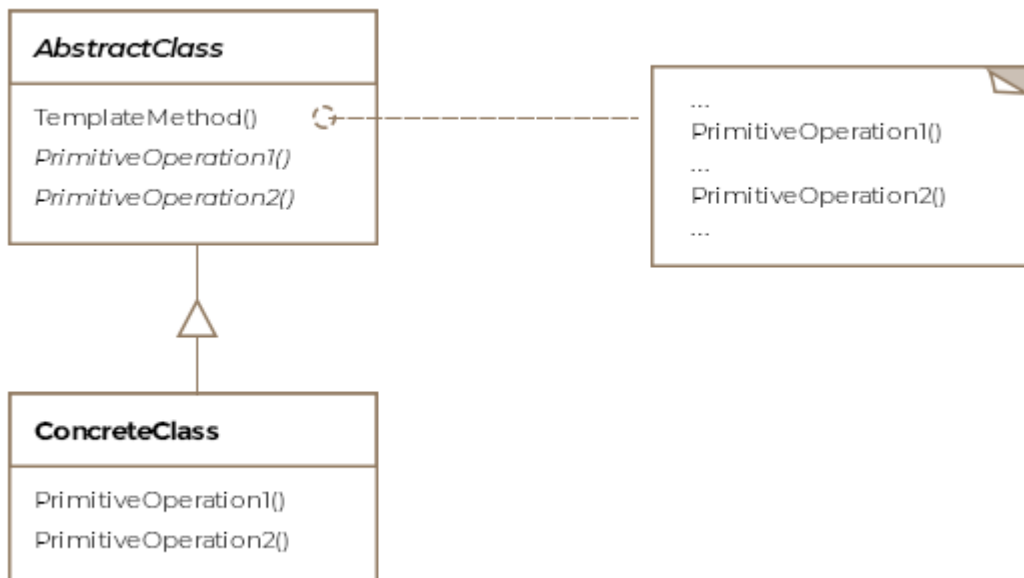 AbstractClass
TemplateMethod()
PrimitiveOperation1()
PrimitiveOperation2()
...
PrimitiveOperation1()
...
PrimitiveOperation2()
...
ConcreteClass
PrimitiveOperation1()
PrimitiveOperation2()